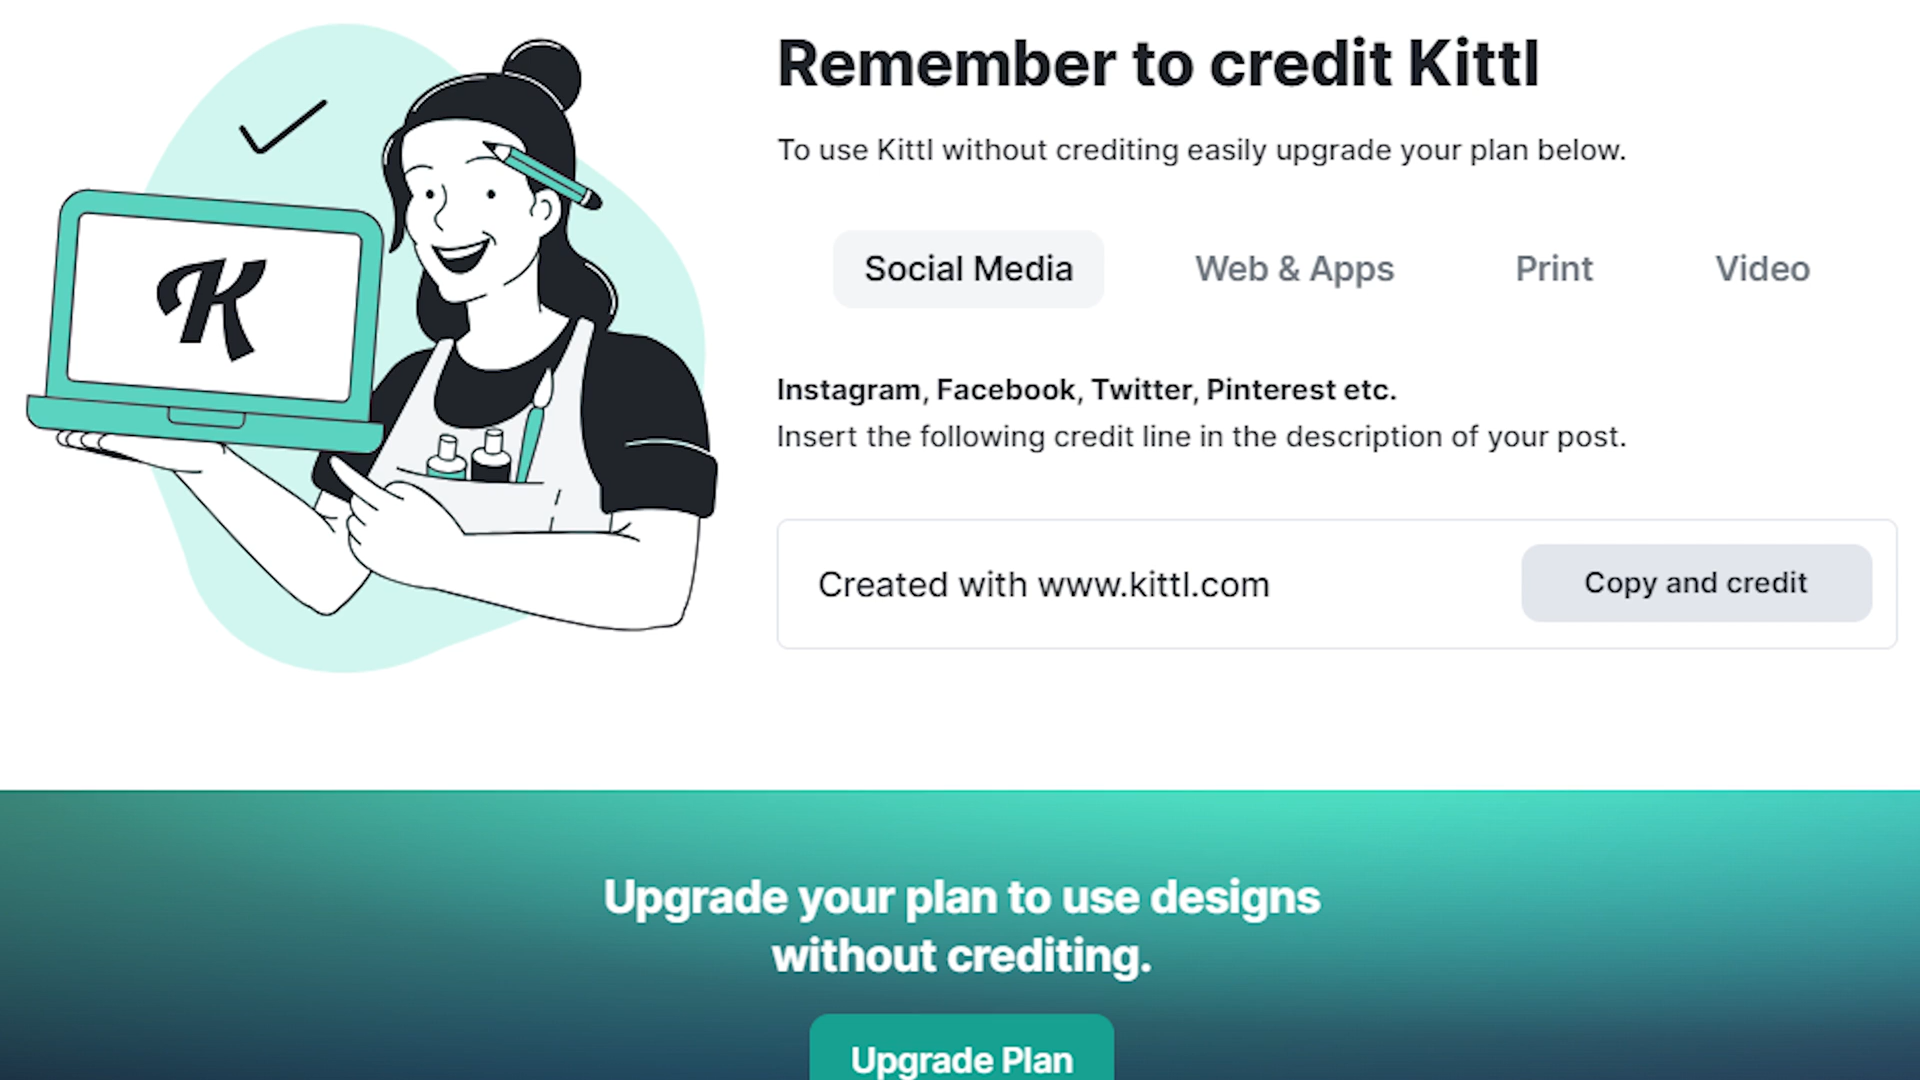 Remember to credit Kittl
To use Kittl without crediting easily upgrade your plan below.
Social Media
Web & Apps
Print
Video
Instagram, Facebook, Twitter, Pinterest etc.
Insert the following credit line in the description of your post.
Created with www.kittl.com
Copy and credit
K
Upgrade your plan to use designs
without crediting.
Upgrade Plan